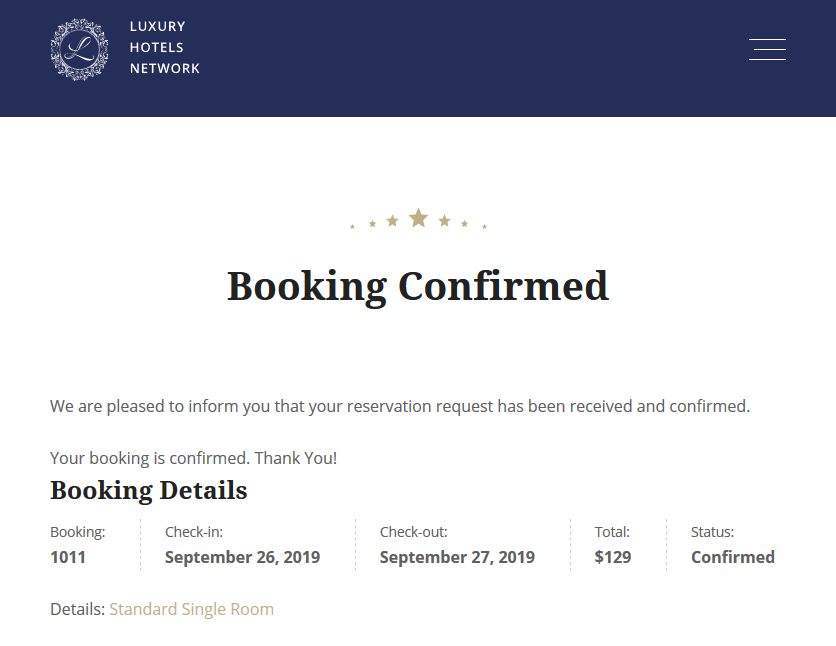 LUXURY
HOTELS
NETWORK
L
Booking Confirmed
We are pleased to inform you that your reservation request has been received and confirmed.
Your booking is confirmed. Thank You!
Booking Details
Booking: Check-in: Check-out: Total: Status:
1011 September 26, 2019 September 27, 2019 $129 Confirmed
Details: Standard Single Room